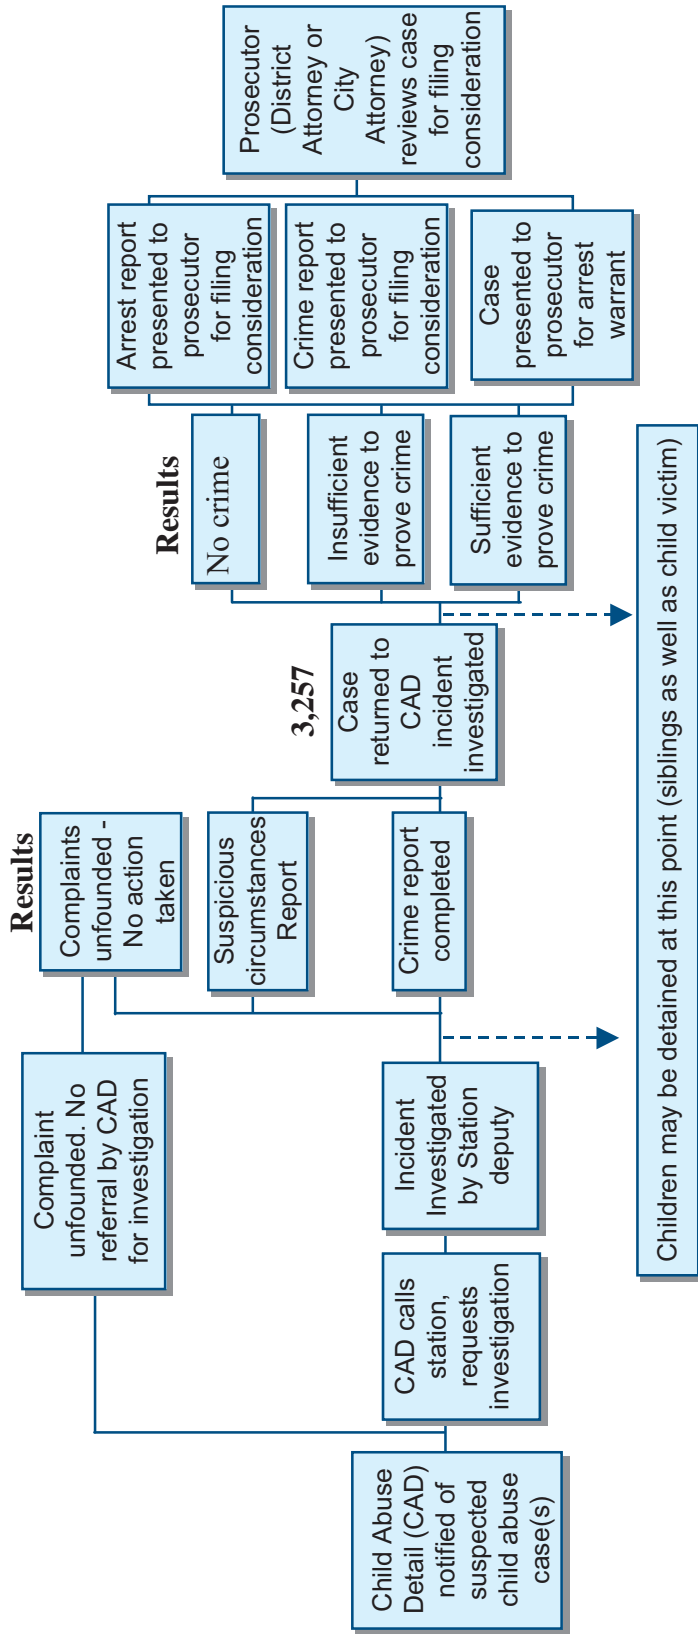 Child Abuse
Detail (CAD)
notified of
suspected
child abuse
case(s)
Complaint
unfounded. No
referral by CAD
for investigation
CAD calls
station,
requests
investigation
Incident
Investigated
by Station
deputy
Results
Complaints
unfounded -
No action
taken
Suspicious
circumstances
Report
Crime report
completed
3,257
Case
returned to
CAD
incident
investigated
Results
No crime
Insufficient
evidence to
prove crime
Sufficient
evidence to
prove crime
Arrest report
presented to
prosecutor
for filing
consideration
Crime report
presented to
prosecutor
for filing
consideration
Case
presented to
prosecutor
for arrest
warrant
Prosecutor
(District
Attorney or
City
Attorney)
reviews case
for filing
consideration
Children may be detained at this point (siblings as well as child victim)